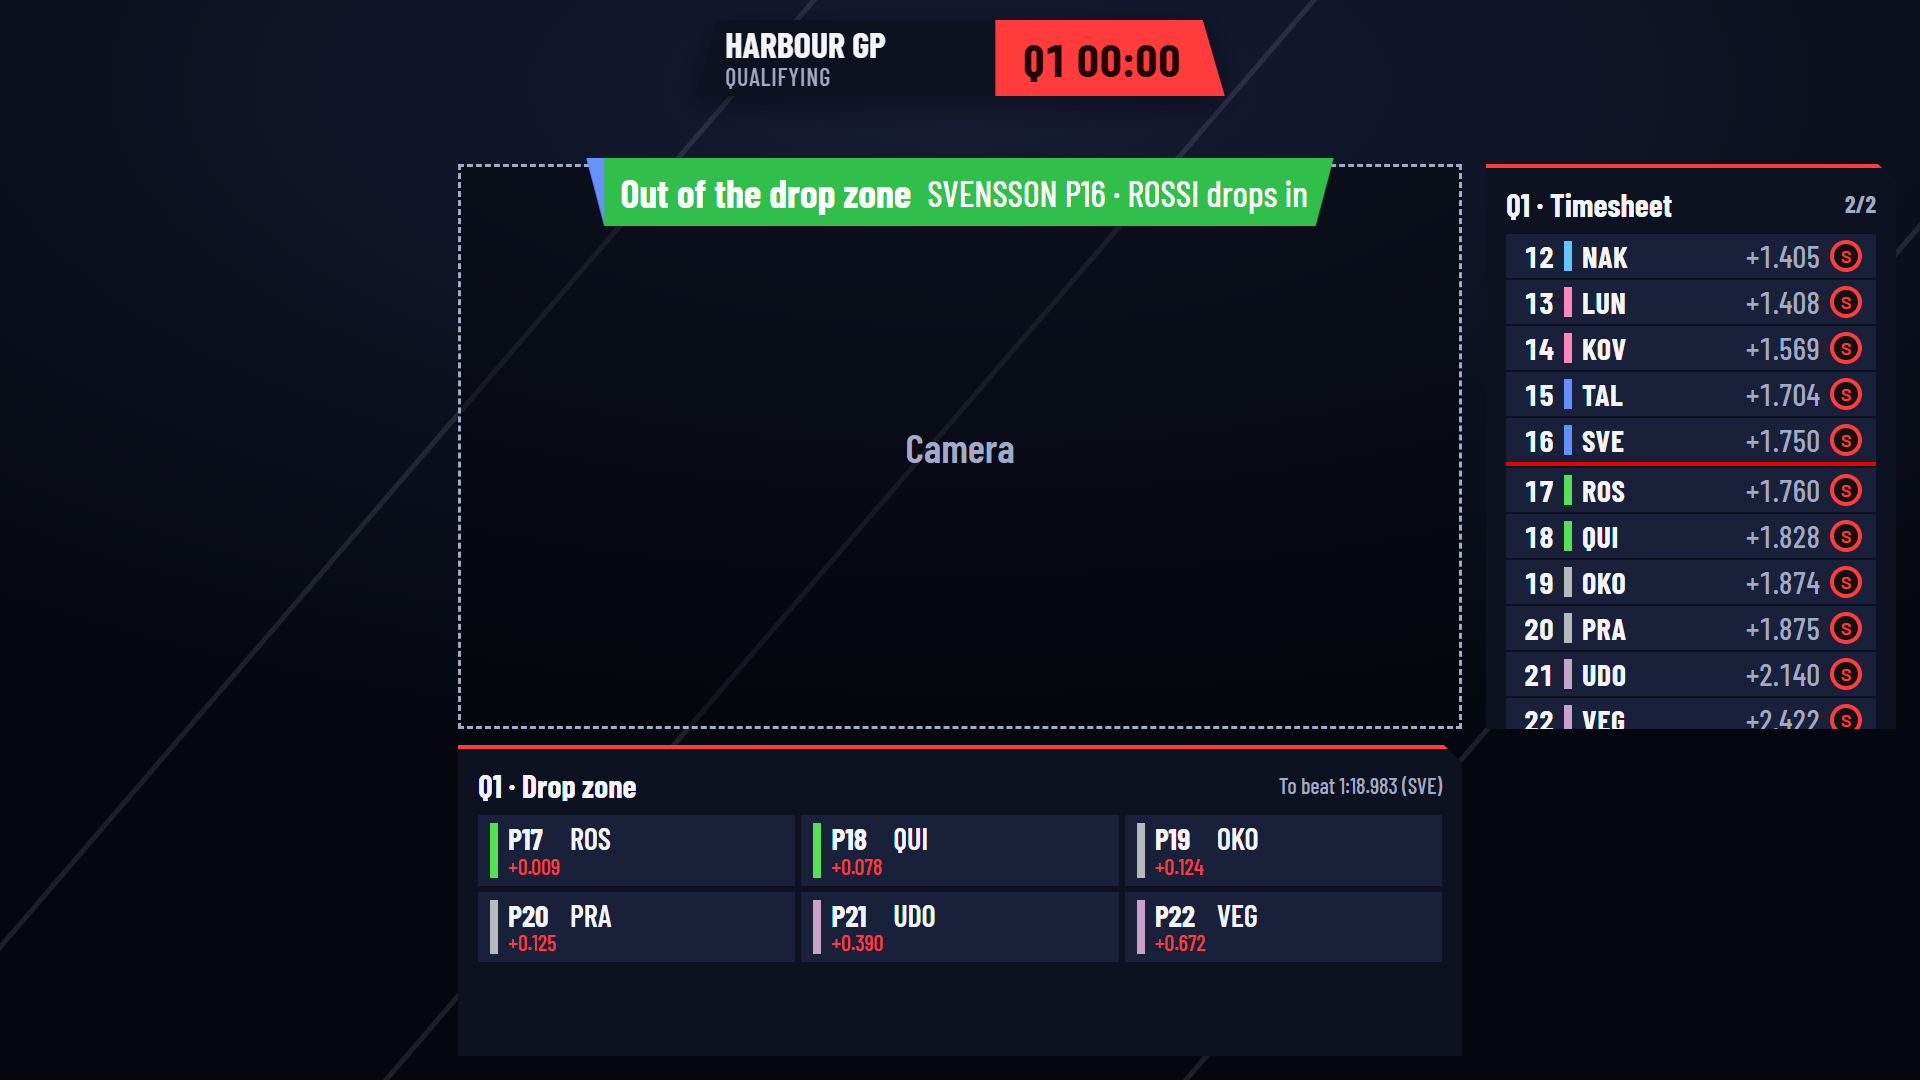 HARBOUR GP
QUALIFYING
Q1 00:00
Out of the drop zone SVENSSON P16 · ROSSI drops in
Camera
Q1 · Timesheet 2/2
12 NAK +1.405 S
13 LUN +1.408 S
14 KOV +1.569 S
15 TAL +1.704 S
16 SVE +1.750 S
17 ROS +1.760 S
18 QUI +1.828 S
19 OKO +1.874 S
20 PRA +1.875 S
21 UDO +2.140 S
22 VEG +2.422 S
Q1 · Drop zone To beat 1:18.983 (SVE)
P17 ROS
+0.009
P18 QUI
+0.078
P19 OKO
+0.124
P20 PRA
+0.125
P21 UDO
+0.390
P22 VEG
+0.672